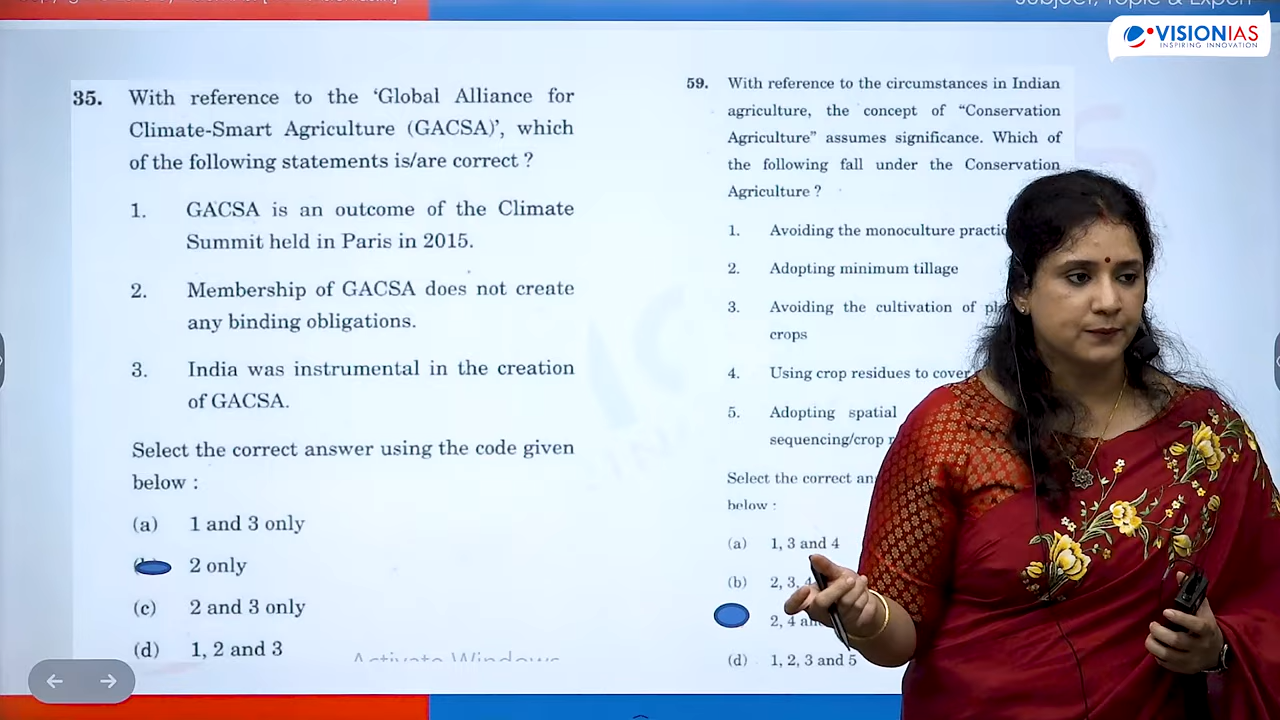 VISIONIAS
INSPIRING INNOVATION
35. With reference to the ‘Global Alliance for
Climate-Smart Agriculture (GACSA)’, which
of the following statements is/are correct ?
1. GACSA is an outcome of the Climate
Summit held in Paris in 2015.
2. Membership of GACSA does not create
any binding obligations.
3. India was instrumental in the creation
of GACSA.
Select the correct answer using the code given
below :
(a) 1 and 3 only
2 only
(c) 2 and 3 only
(d) 1, 2 and 3
59. With reference to the circumstances in Indian
agriculture, the concept of “Conservation
Agriculture” assumes significance. Which of
the following fall under the Conservation
Agriculture ?
1. Avoiding the monoculture
2. Adopting minimum tillage
3. Avoiding the cultivation of
crops
4. Using crop residues to cover
5. Adopting spatial
sequencing/crop
Select the correct
below :
(a) 1, 3 and 4
(b) 2, 3,
2, 4
(d) 1, 2, 3 and 5